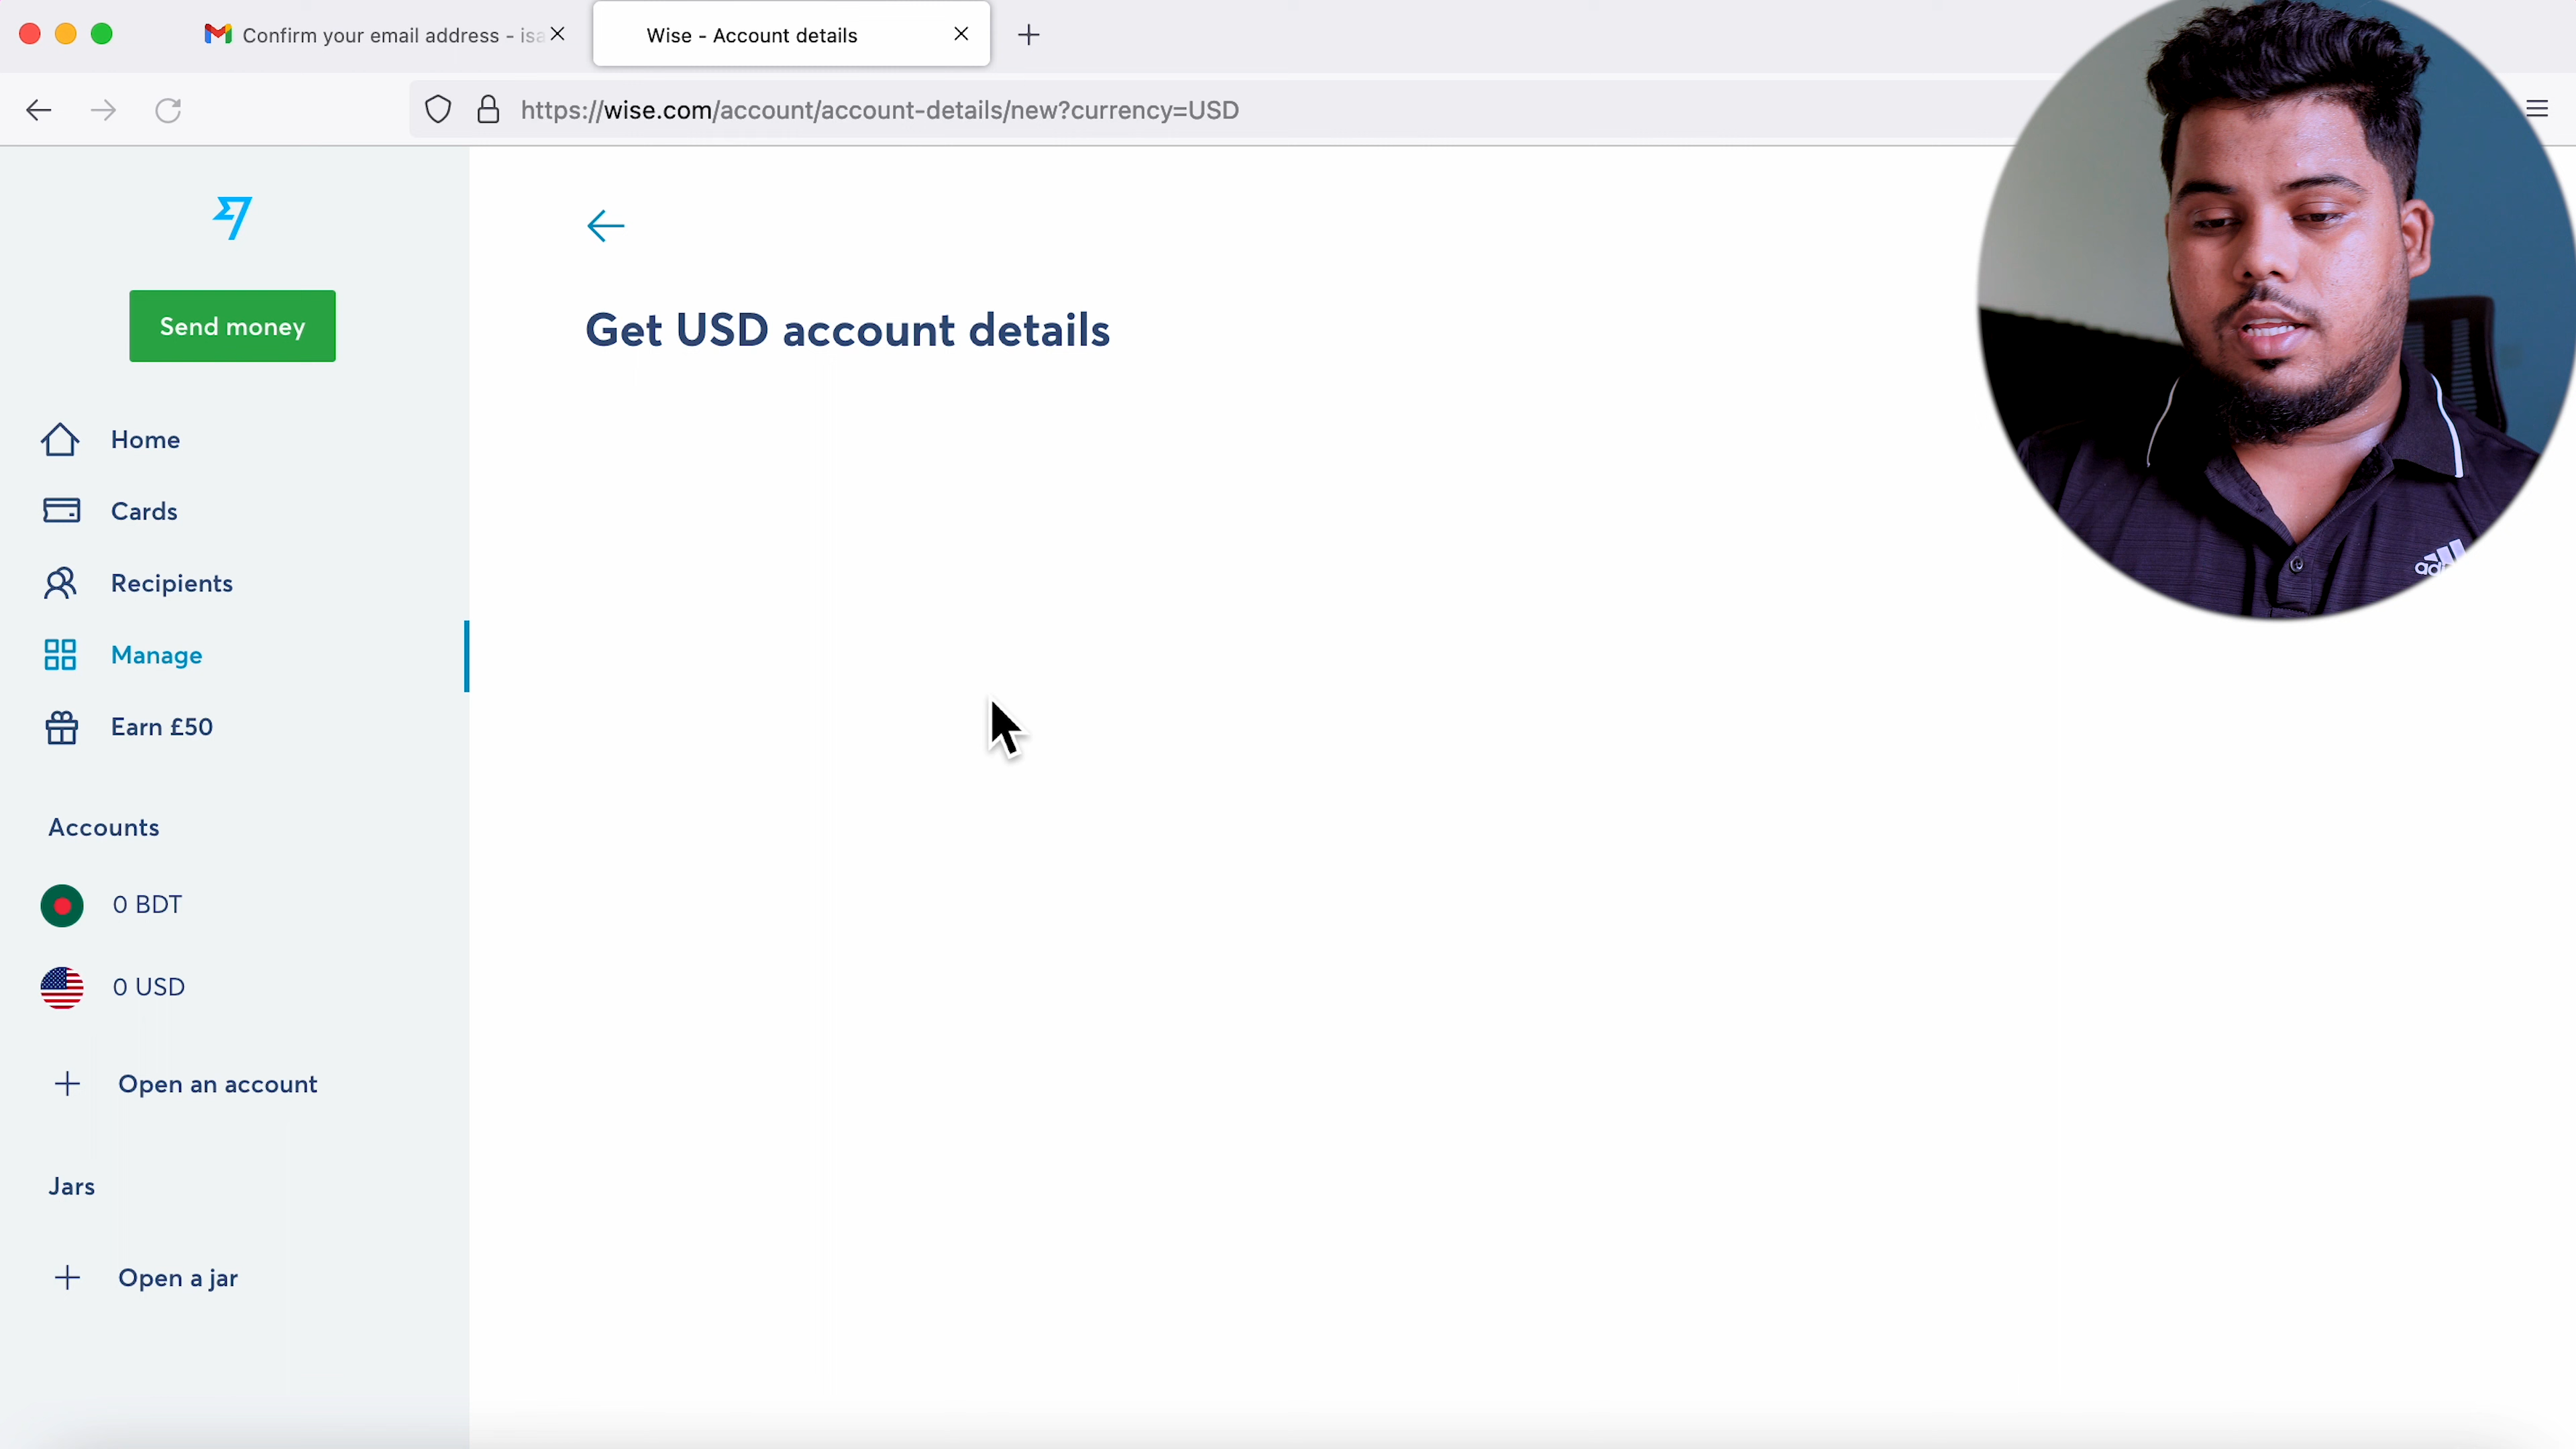 Confirm your email address - isa
Wise - Account details
https://wise.com/account/account-details/new?currency=USD
Send money
Get USD account details
Home
Cards
Recipients
Manage
Earn £50
Accounts
0 BDT
0 USD
Open an account
Jars
Open a jar